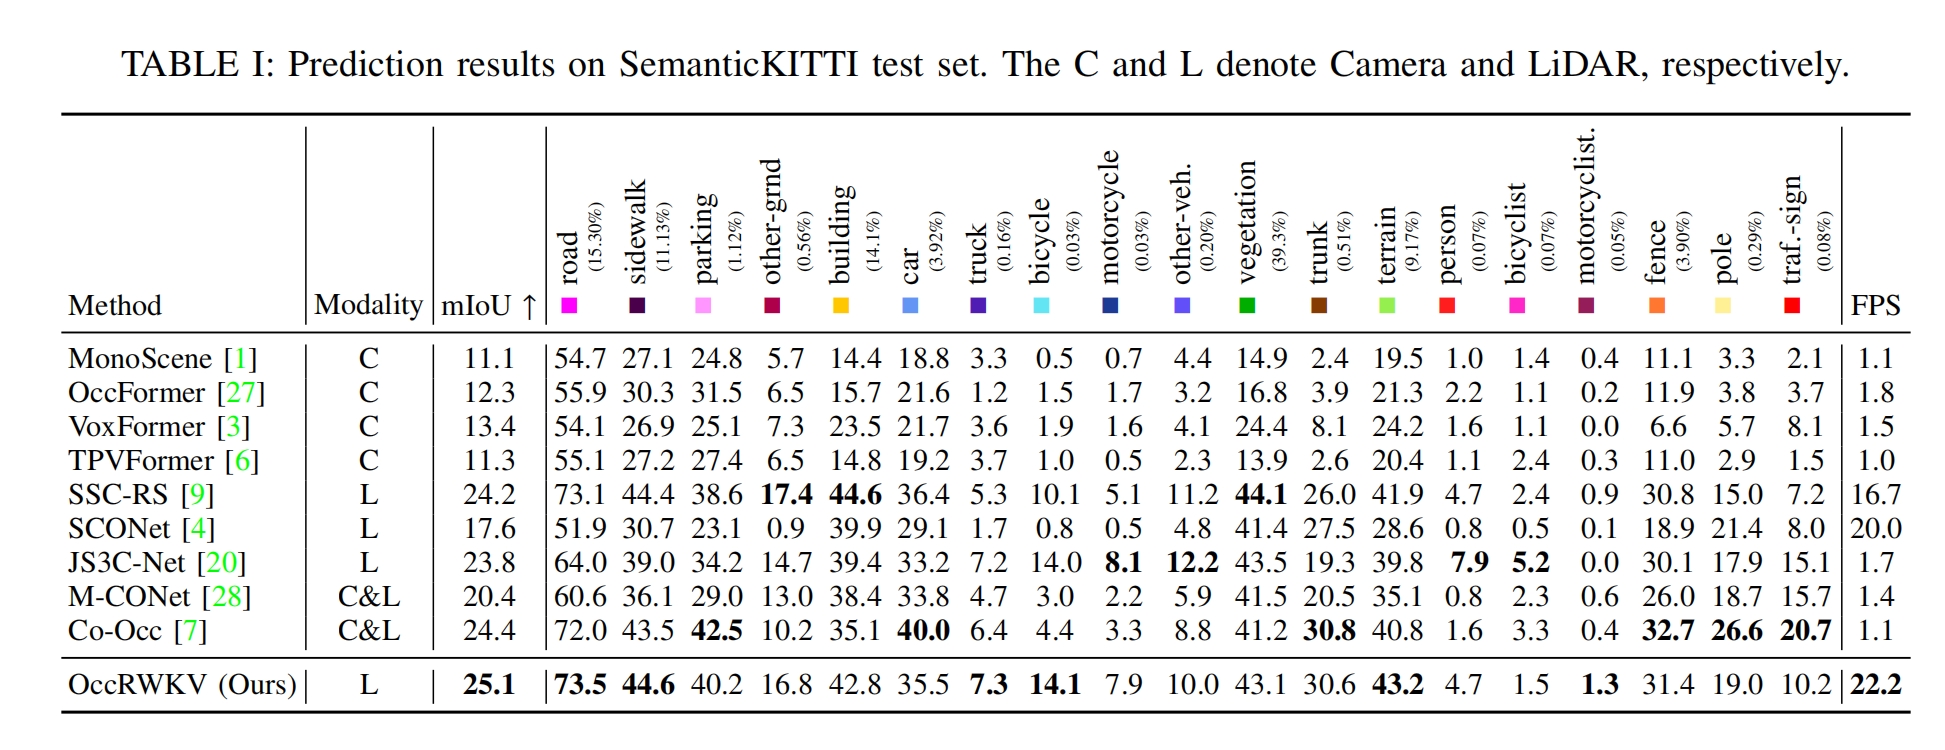 TABLE I: Prediction results on SemanticKITTI test set. The C and L denote Camera and LiDAR, respectively.
Method Modality mIoU ↑ road (15.30%) sidewalk (11.13%) parking (1.12%) other-grnd (0.56%) building (14.1%) car (3.92%) truck (0.16%) bicycle (0.03%) motorcycle (0.03%) other-veh. (0.20%) vegetation (39.3%) trunk (0.51%) terrain (9.17%) person (0.07%) bicyclist (0.07%) motorcyclist. (0.05%) fence (3.90%) pole (0.29%) traf.-sign (0.08%) FPS
MonoScene [1] C 11.1 54.7 27.1 24.8 5.7 14.4 18.8 3.3 0.5 0.7 4.4 14.9 2.4 19.5 1.0 1.4 0.4 11.1 3.3 2.1 1.1
OccFormer [27] C 12.3 55.9 30.3 31.5 6.5 15.7 21.6 1.2 1.5 1.7 3.2 16.8 3.9 21.3 2.2 1.1 0.2 11.9 3.8 3.7 1.8
VoxFormer [3] C 13.4 54.1 26.9 25.1 7.3 23.5 21.7 3.6 1.9 1.6 4.1 24.4 8.1 24.2 1.6 1.1 0.0 6.6 5.7 8.1 1.5
TPVFormer [6] C 11.3 55.1 27.2 27.4 6.5 14.8 19.2 3.7 1.0 0.5 2.3 13.9 2.6 20.4 1.1 2.4 0.3 11.0 2.9 1.5 1.0
SSC-RS [9] L 24.2 73.1 44.4 38.6 17.4 44.6 36.4 5.3 10.1 5.1 11.2 44.1 26.0 41.9 4.7 2.4 0.9 30.8 15.0 7.2 16.7
SCONet [4] L 17.6 51.9 30.7 23.1 0.9 39.9 29.1 1.7 0.8 0.5 4.8 41.4 27.5 28.6 0.8 0.5 0.1 18.9 21.4 8.0 20.0
JS3C-Net [20] L 23.8 64.0 39.0 34.2 14.7 39.4 33.2 7.2 14.0 8.1 12.2 43.5 19.3 39.8 7.9 5.2 0.0 30.1 17.9 15.1 1.7
M-CONet [28] C&L 20.4 60.6 36.1 29.0 13.0 38.4 33.8 4.7 3.0 2.2 5.9 41.5 20.5 35.1 0.8 2.3 0.6 26.0 18.7 15.7 1.4
Co-Occ [7] C&L 24.4 72.0 43.5 42.5 10.2 35.1 40.0 6.4 4.4 3.3 8.8 41.2 30.8 40.8 1.6 3.3 0.4 32.7 26.6 20.7 1.1
OccRWKV (Ours) L 25.1 73.5 44.6 40.2 16.8 42.8 35.5 7.3 14.1 7.9 10.0 43.1 30.6 43.2 4.7 1.5 1.3 31.4 19.0 10.2 22.2